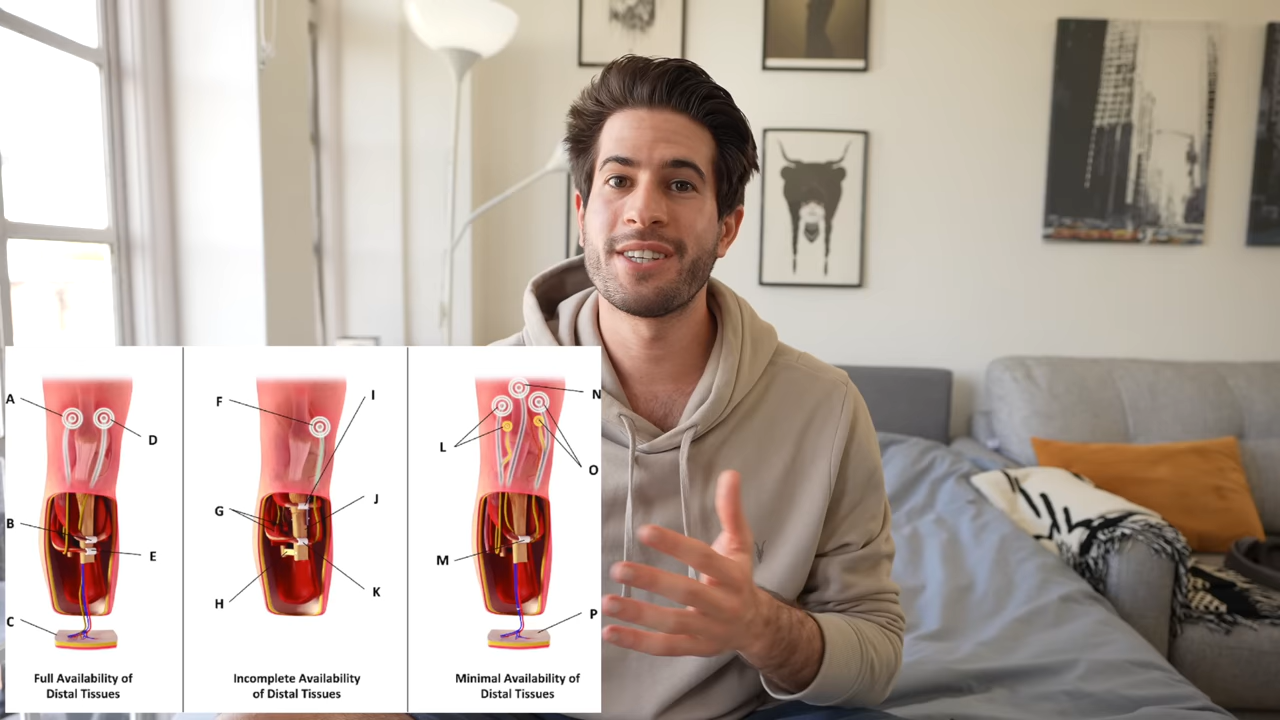 A
D
B
E
C
Full Availability of
Distal Tissues
F
I
G
J
H
K
Incomplete Availability
of Distal Tissues
N
L
O
M
P
Minimal Availability of
Distal Tissues